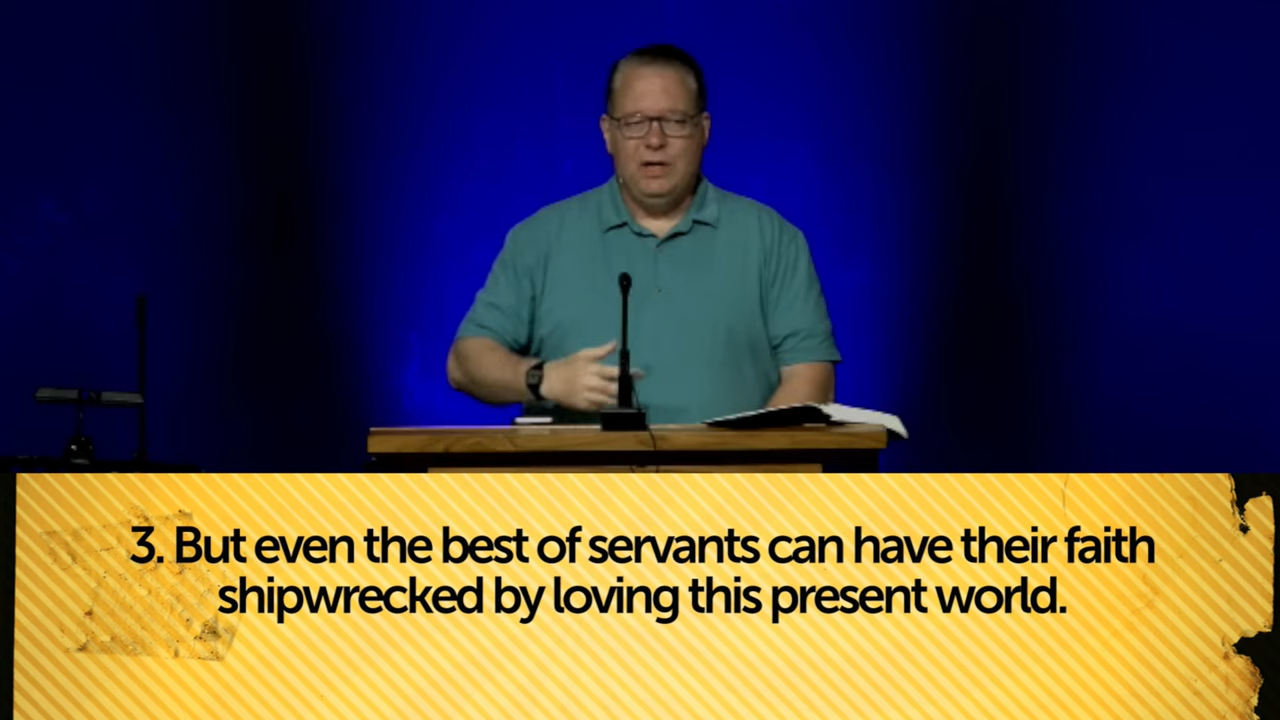 3. But even the best of servants can have their faith
shipwrecked by loving this present world.